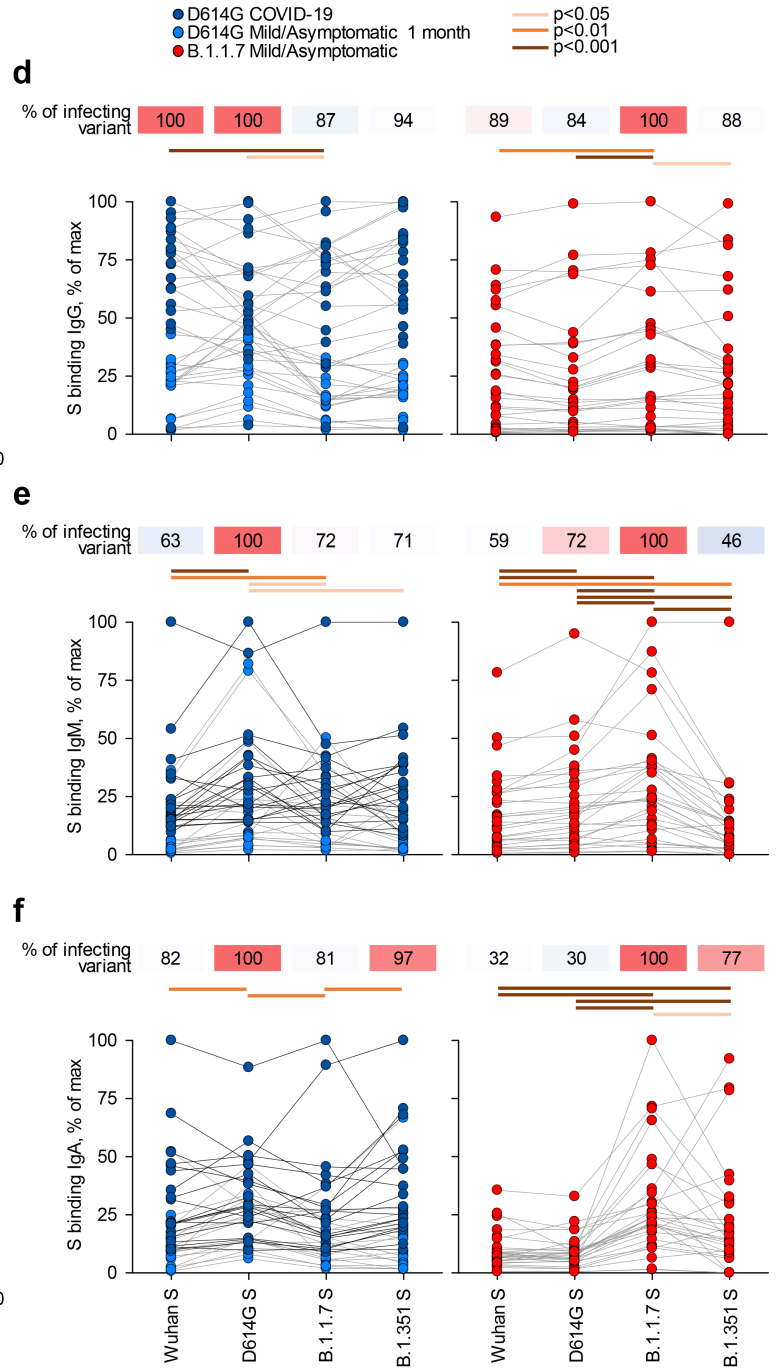 D614G COVID-19
D614G Mild/Asymptomatic 1 month
B.1.1.7 Mild/Asymptomatic
p<0.05
p<0.01
p<0.001
d
% of infecting
variant
100 100 87 94 89 84 100 88
S binding IgG, % of max
100
75
50
25
0
0
e
% of infecting
variant
63 100 72 71 59 72 100 46
S binding IgM, % of max
100
75
50
25
0
f
% of infecting
variant
82 100 81 97 32 30 100 77
S binding IgA, % of max
100
75
50
25
0
0
Wuhan S
D614G S
B.1.1.7 S
B.1.351 S
Wuhan S
D614G S
B.1.1.7 S
B.1.351 S